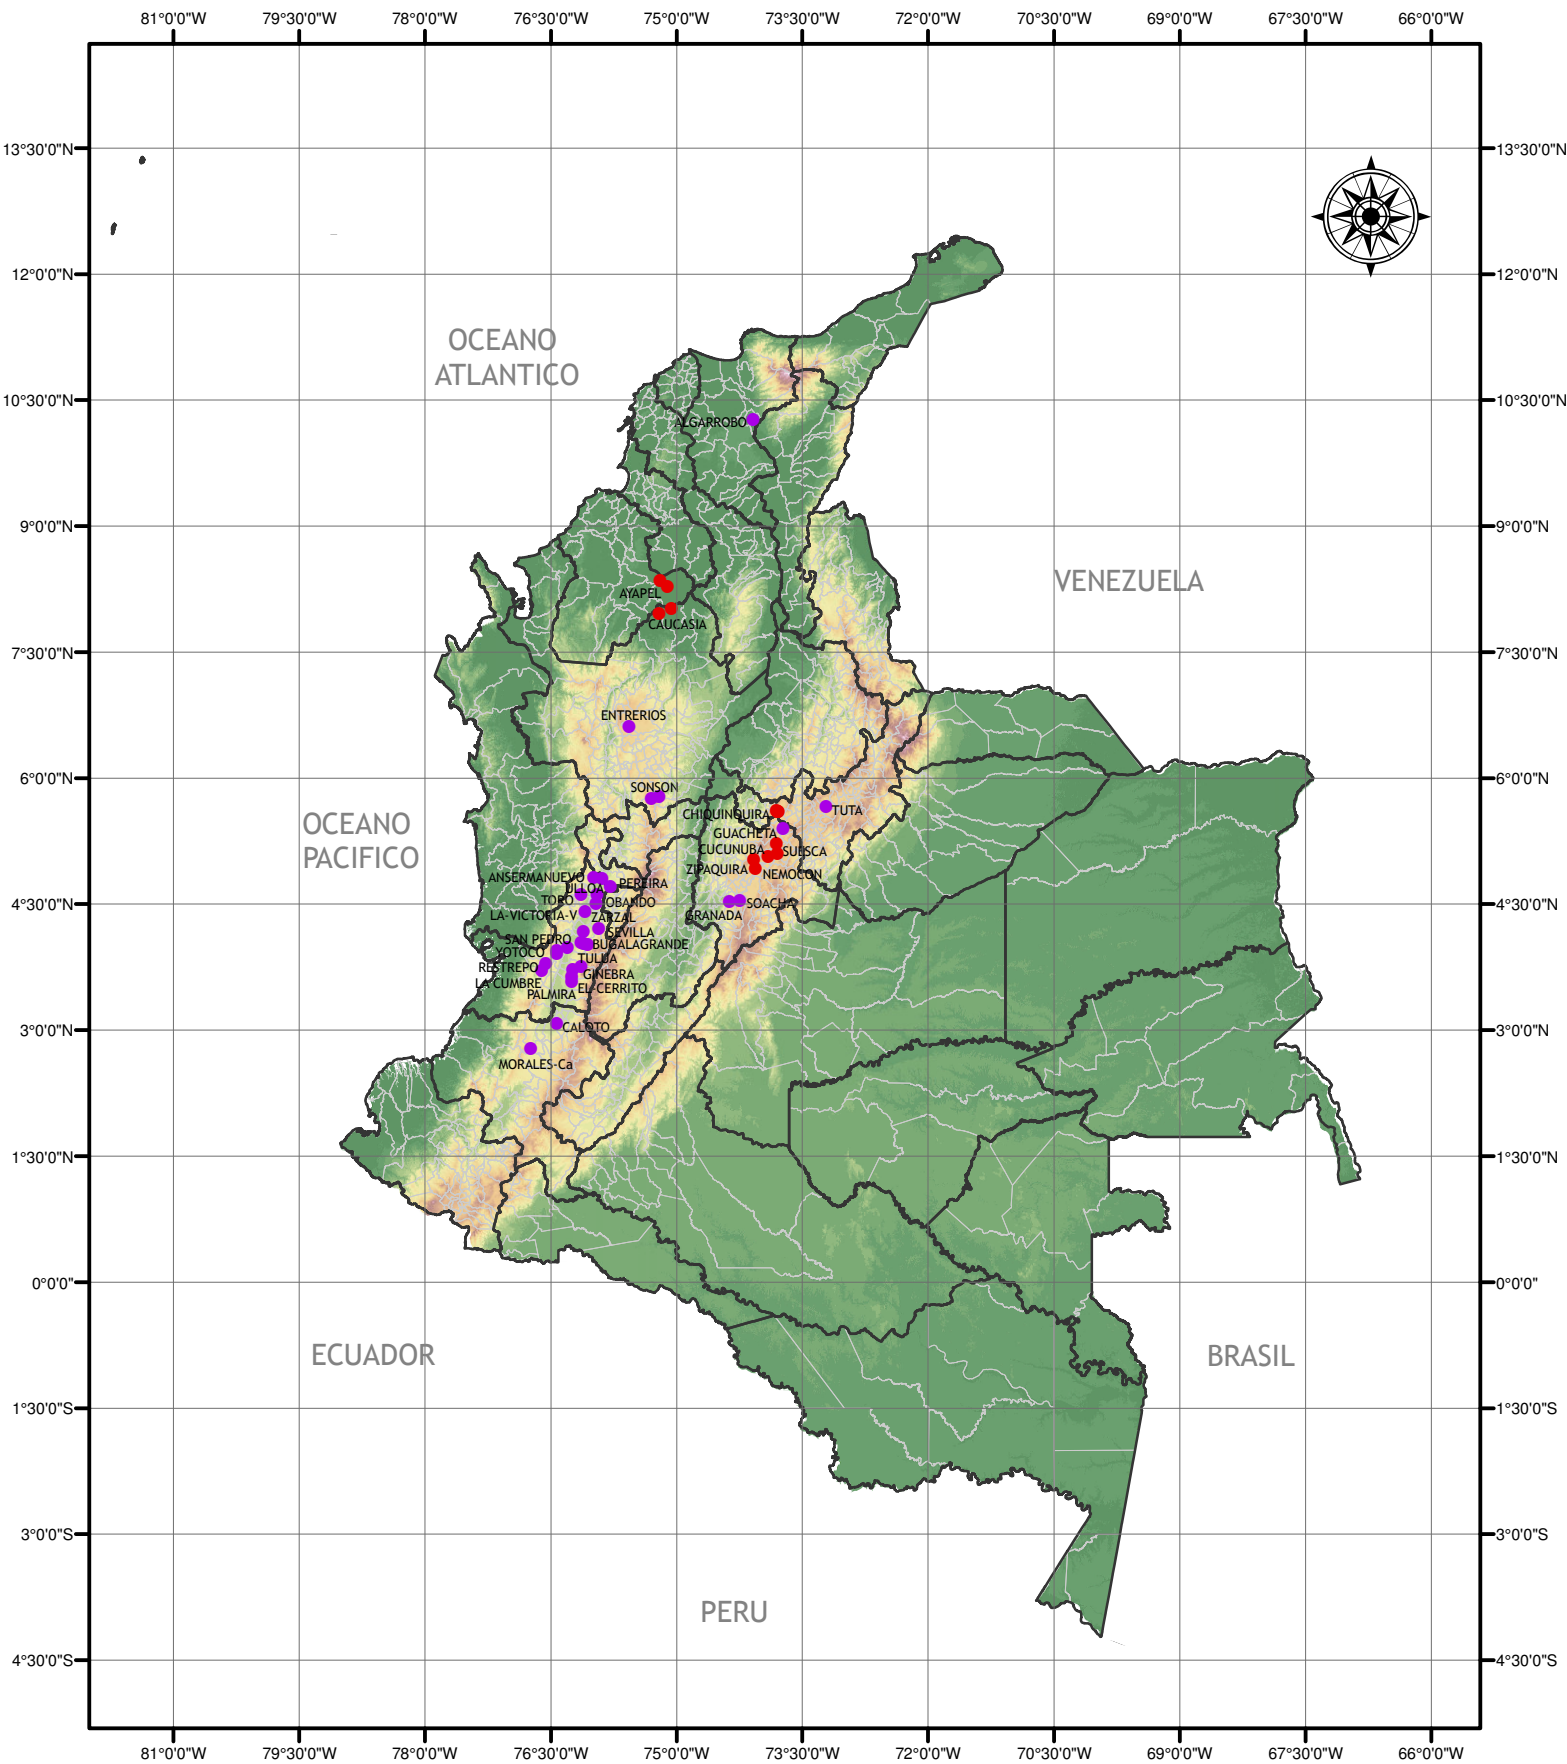 81°0'0"W 79°30'0"W 78°0'0"W 76°30'0"W 75°0'0"W 73°30'0"W 72°0'0"W 70°30'0"W 69°0'0"W 67°30'0"W 66°0'0"W
13°30'0"N 13°30'0"N
12°0'0"N 12°0'0"N
OCEANO
ATLANTICO
10°30'0"N 10°30'0"N
ALGARROBO
9°0'0"N 9°0'0"N
VENEZUELA
AYAPEL
CAUCASIA
7°30'0"N 7°30'0"N
ENTRERIOS
6°0'0"N 6°0'0"N
SONSON
CHIQUINQUIRA TUTA
OCEANO
PACIFICO
GUACHETA
CUCUNUBA SUESCA
ZIPAQUIRA NEMOCON
ANSERMANUEVO PEREIRA
ULLOA
TORO OBANDO
4°30'0"N 4°30'0"N
SOACHA
GRANADA
LA-VICTORIA-V ZARZAL
SEVILLA
SAN PEDRO BUGALAGRANDE
YOTOCO
TULUA
RESTREPO GINEBRA
LA CUMBRE EL-CERRITO
PALMIRA
3°0'0"N 3°0'0"N
CALOTO
MORALES-Ca
1°30'0"N 1°30'0"N
0°0'0" 0°0'0"
ECUADOR BRASIL
1°30'0"S 1°30'0"S
3°0'0"S 3°0'0"S
PERU
4°30'0"S 4°30'0"S
81°0'0"W 79°30'0"W 78°0'0"W 76°30'0"W 75°0'0"W 73°30'0"W 72°0'0"W 70°30'0"W 69°0'0"W 67°30'0"W 66°0'0"W